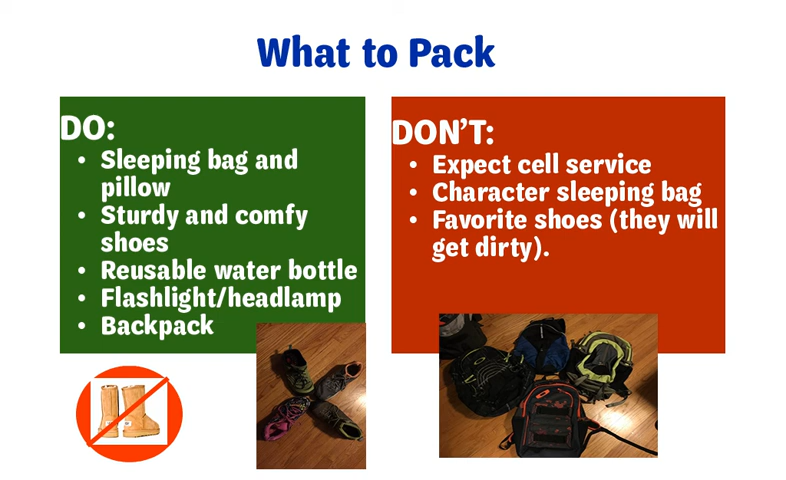 What to Pack
DO:
• Sleeping bag and
pillow
• Sturdy and comfy
shoes
• Reusable water bottle
• Flashlight/headlamp
• Backpack
DON'T:
• Expect cell service
• Character sleeping bag
• Favorite shoes (they will
get dirty).